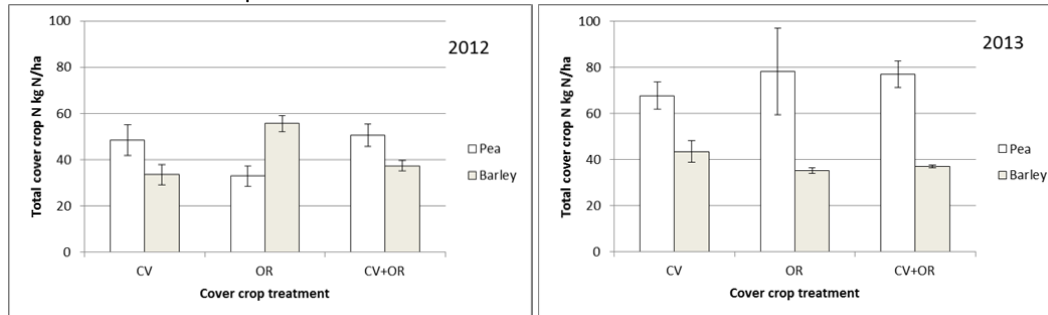 100
80
60
40
20
0
Total cover crop N kg N/ha
2012
Pea
Barley
CV
OR
CV+OR
Cover crop treatment
100
80
60
40
20
0
Total cover crop N kg N/ha
2013
Pea
Barley
CV
OR
CV+OR
Cover crop treatment